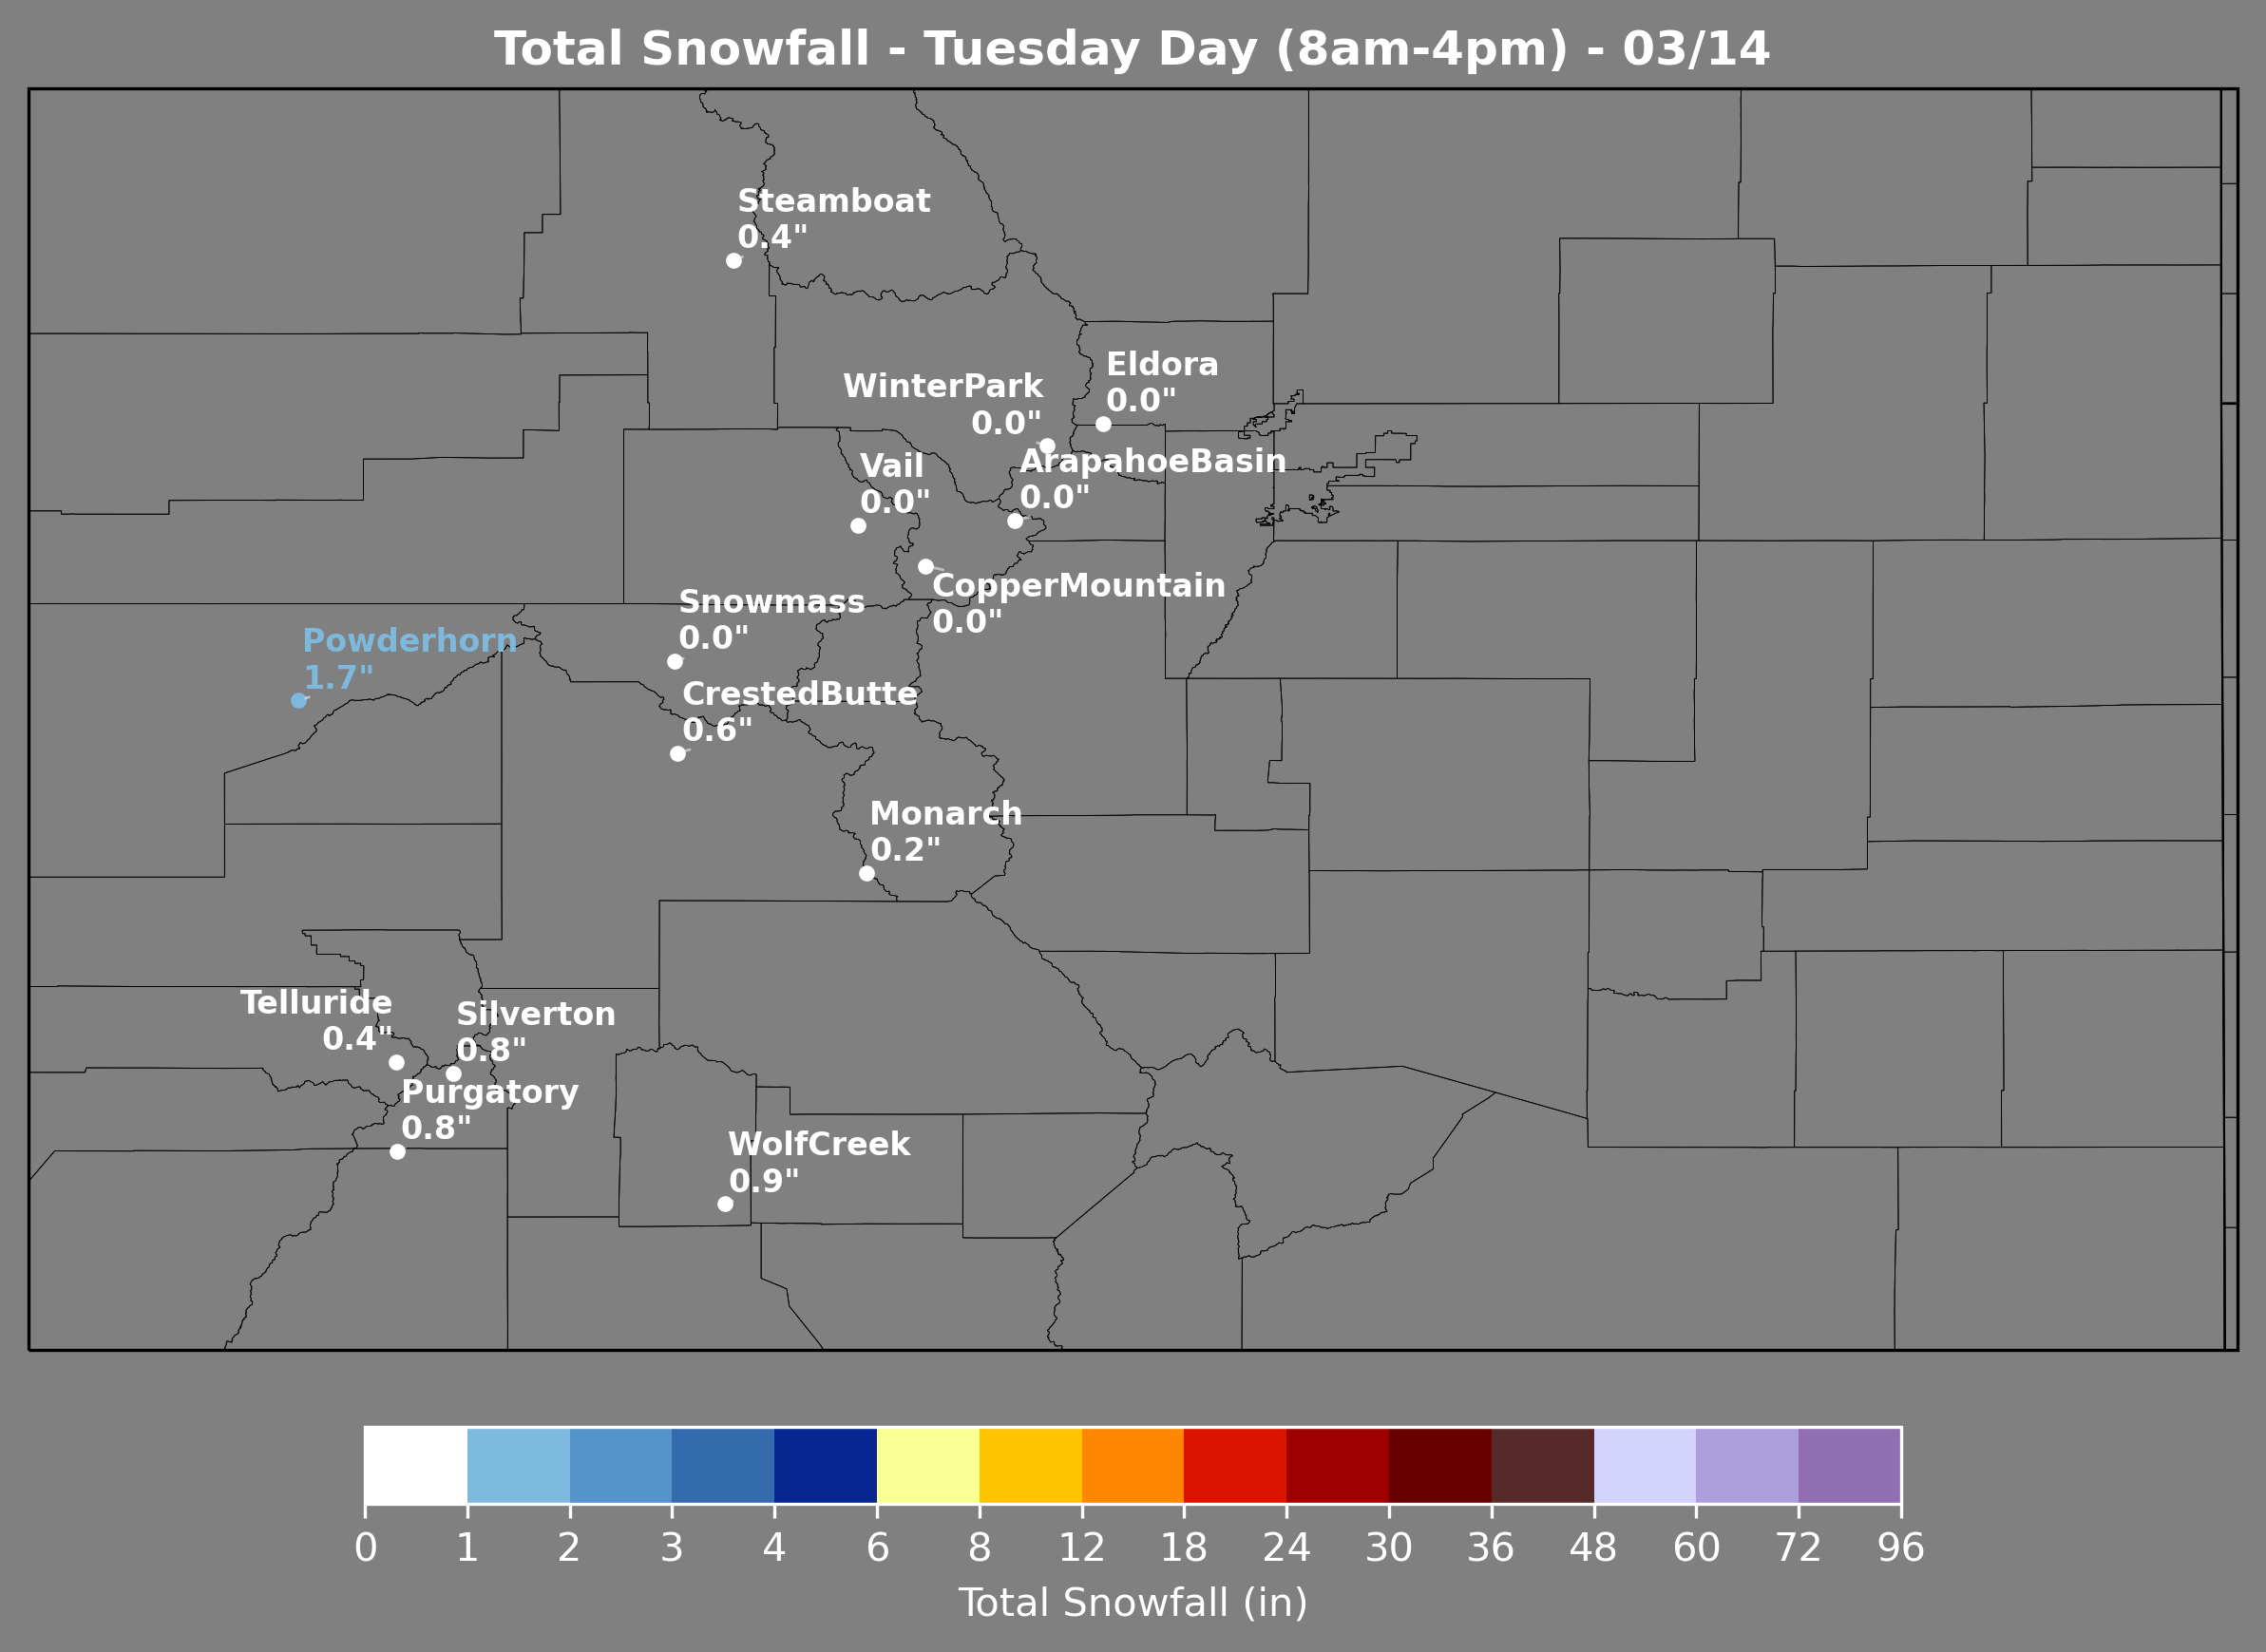 Total Snowfall - Tuesday Day (8am-4pm) - 03/14
Steamboat
0.4"
Eldora
0.0"
WinterPark
0.0"
ArapahoeBasin
0.0"
Vail
0.0"
CopperMountain
0.0"
Snowmass
0.0"
Powderhorn
1.7"
CrestedButte
0.6"
Monarch
0.2"
Telluride
0.4"
Silverton
0.8"
Purgatory
0.8"
WolfCreek
0.9"
0 1 2 3 4 6 8 12 18 24 30 36 48 60 72 96
Total Snowfall (in)